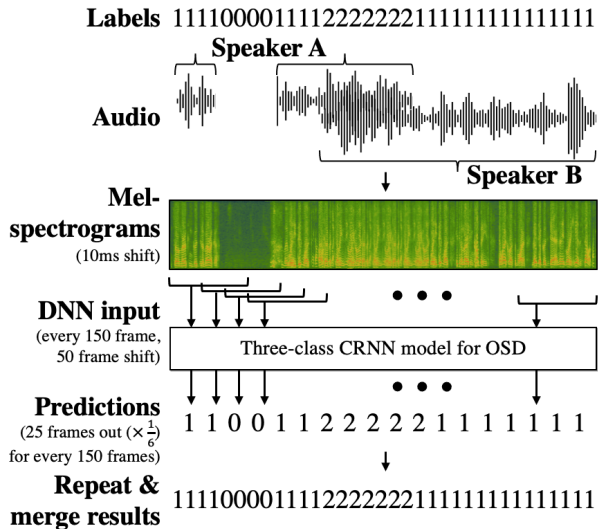 Labels 111100001111222222221111111111111111
Speaker A
Audio
Speaker B
Mel-
spectrograms
(10ms shift)
DNN input
(every 150 frame,
50 frame shift)
Three-class CRNN model for OSD
Predictions 1 1 0 0 1 1 2 2 2 2 2 1 1 1 1 1 1 1
(25 frames out (×1/6)
for every 150 frames)
Repeat &
merge results 111100001111222222221111111111111111